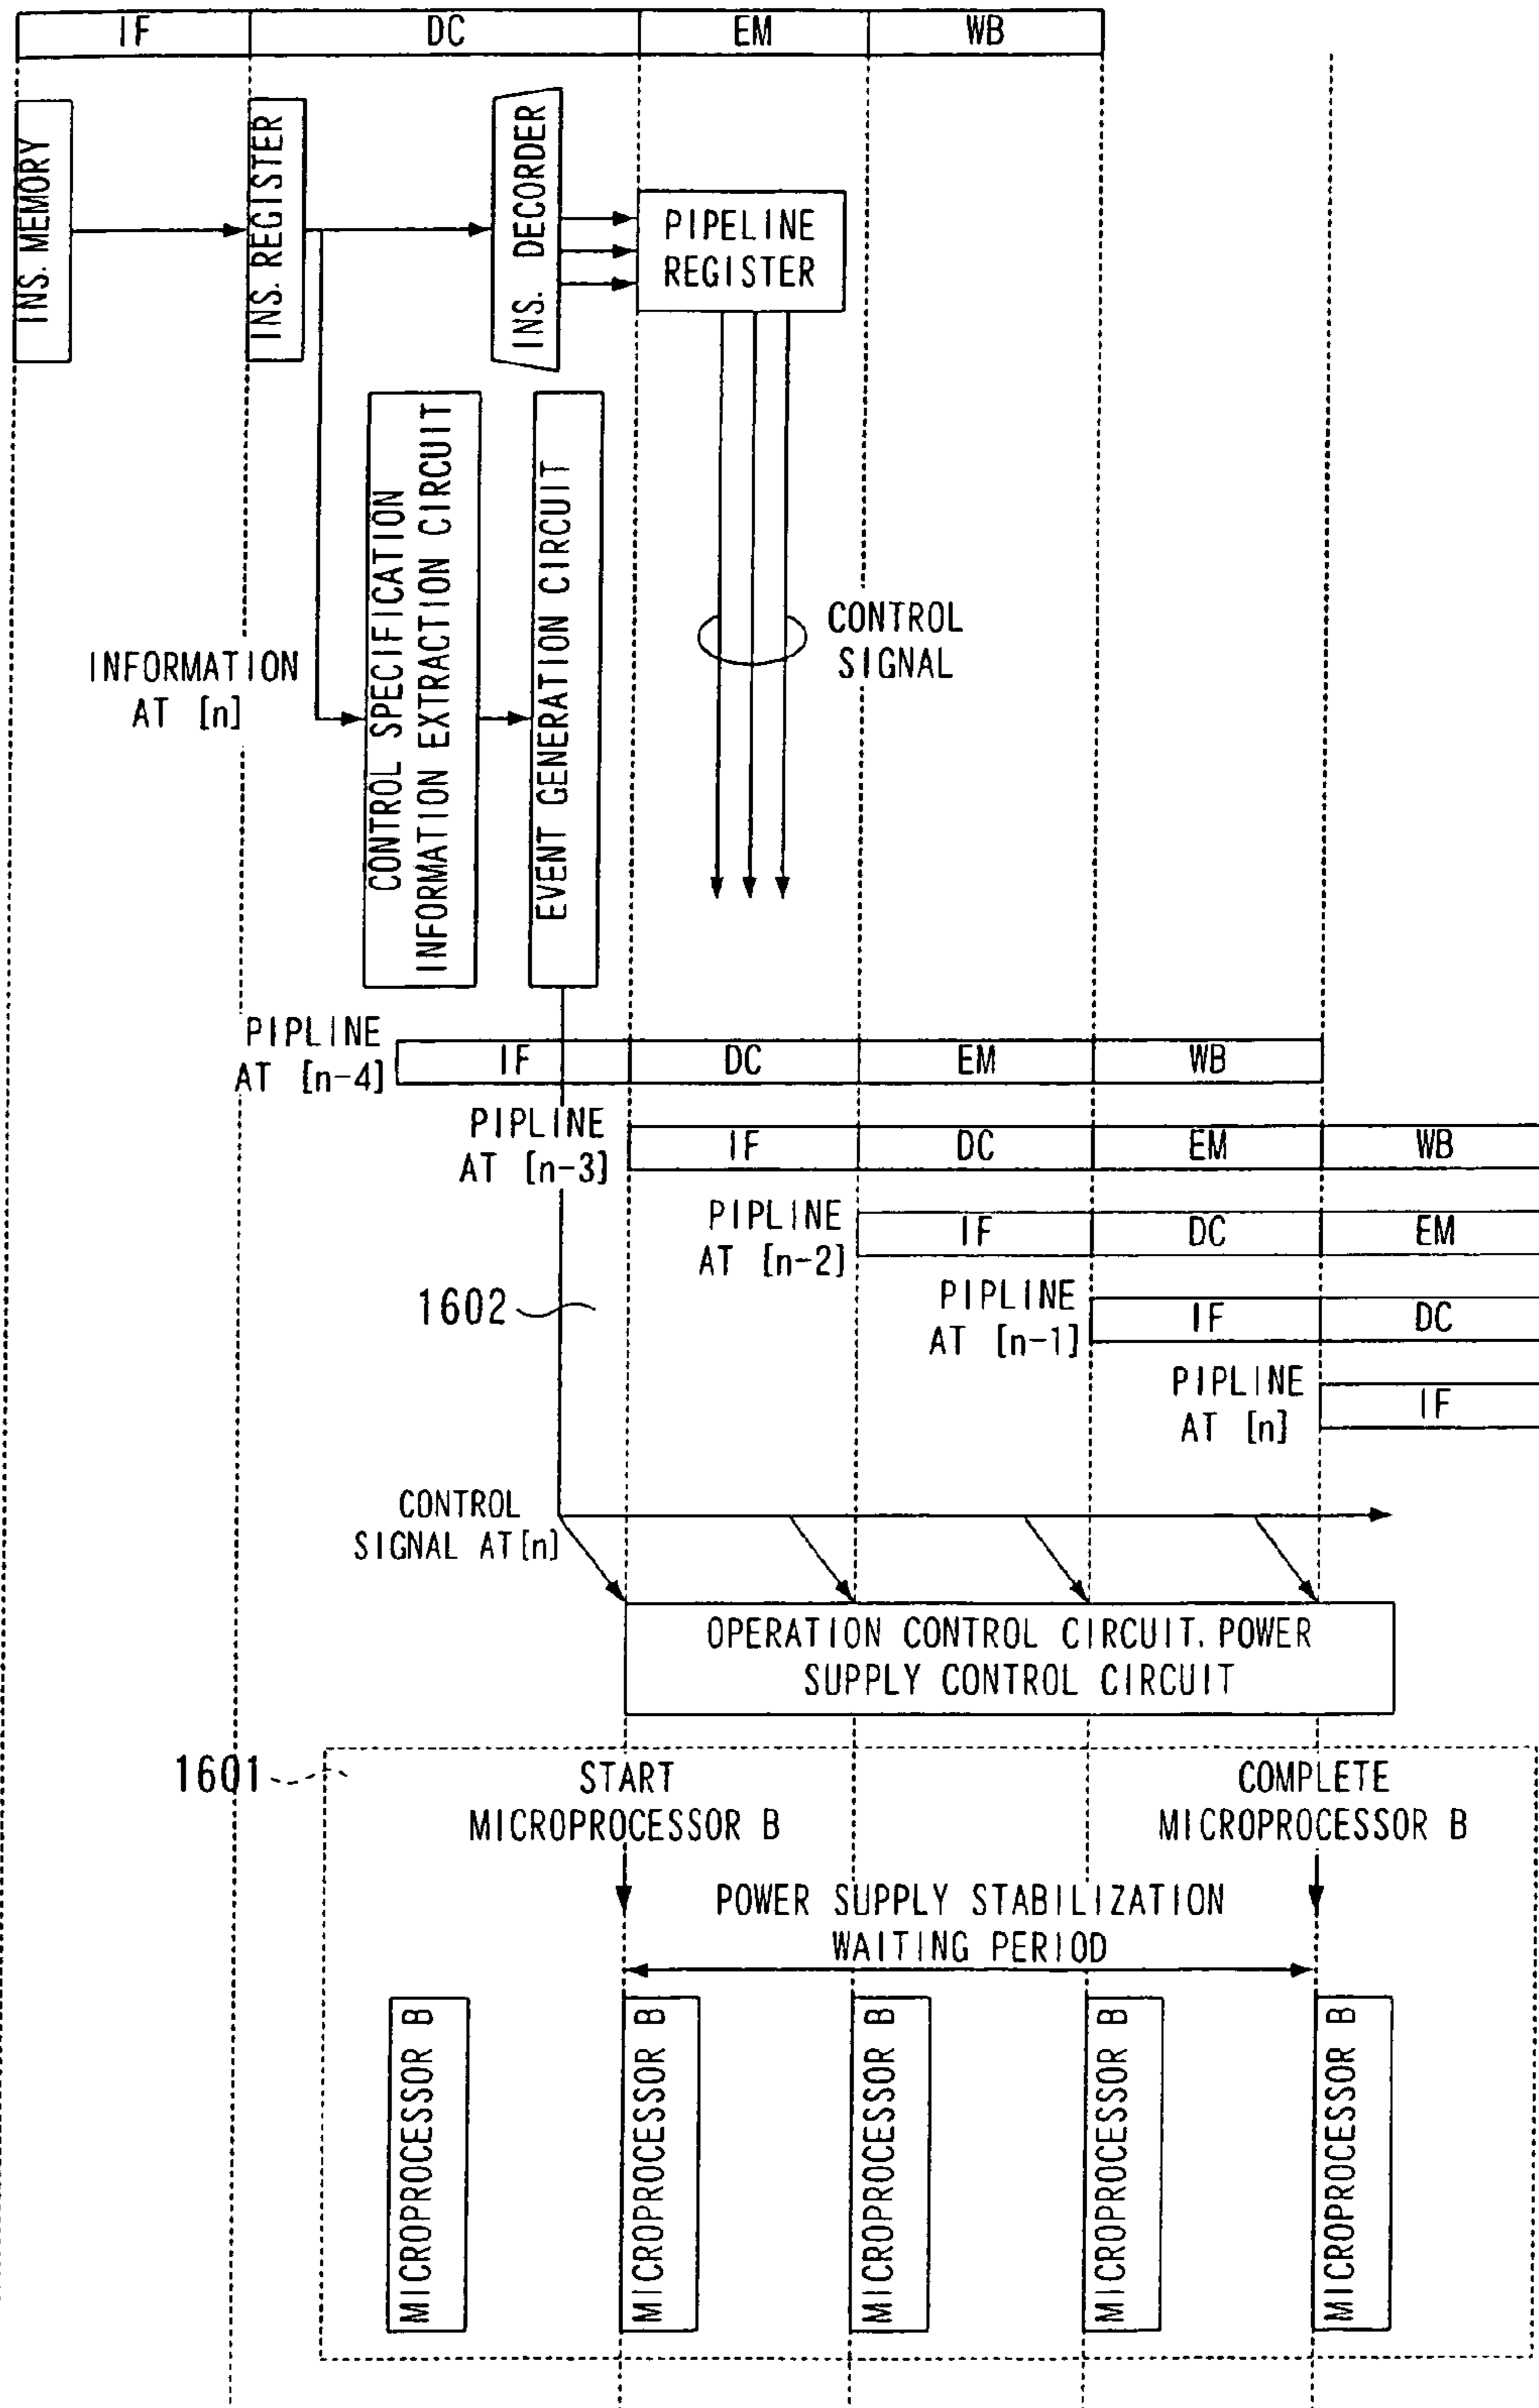 IF DC EM WB
INS. MEMORY
INS. REGISTER
INS. DECORDER
PIPELINE
REGISTER
CONTROL SPECIFICATION
INFORMATION EXTRACTION CIRCUIT
EVENT GENERATION CIRCUIT
CONTROL
SIGNAL
INFORMATION
AT [n]
PIPLINE
AT [n-4]
IF DC EM WB
PIPLINE
AT [n-3]
IF DC EM WB
PIPLINE
AT [n-2]
IF DC EM
1602
PIPLINE
AT [n-1]
IF DC
PIPLINE
AT [n]
IF
CONTROL
SIGNAL AT[n]
OPERATION CONTROL CIRCUIT, POWER
SUPPLY CONTROL CIRCUIT
1601
START
MICROPROCESSOR B
COMPLETE
MICROPROCESSOR B
POWER SUPPLY STABILIZATION
WAITING PERIOD
MICROPROCESSOR B
MICROPROCESSOR B
MICROPROCESSOR B
MICROPROCESSOR B
MICROPROCESSOR B